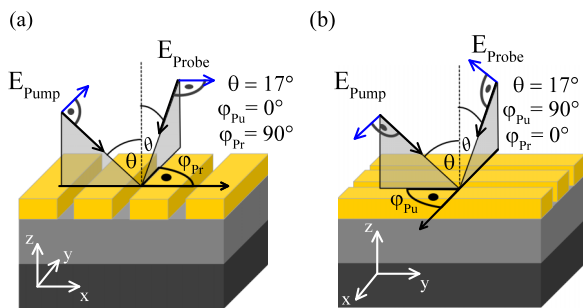 (a)
E_Probe
E_Pump
θ = 17°
φ_Pu = 0°
φ_Pr = 90°
θ
θ
φ_Pr
z
y
x
(b)
E_Probe
E_Pump
θ = 17°
φ_Pu = 90°
φ_Pr = 0°
θ
θ
φ_Pu
z
y
x